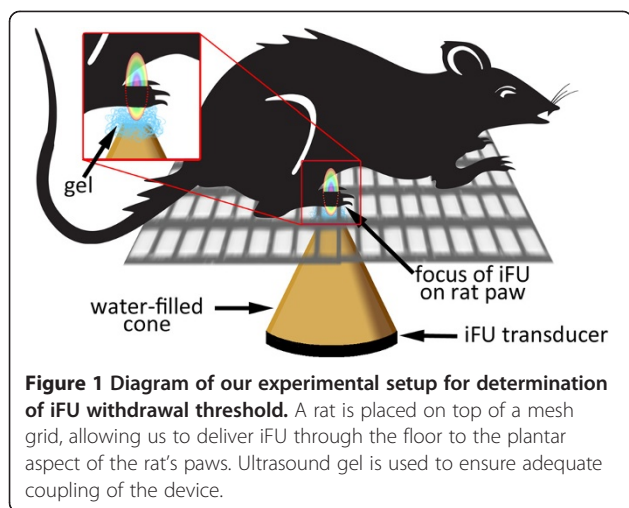 gel
focus of iFU
on rat paw
water-filled
cone
iFU transducer
Figure 1 Diagram of our experimental setup for determination
of iFU withdrawal threshold. A rat is placed on top of a mesh
grid, allowing us to deliver iFU through the floor to the plantar
aspect of the rat's paws. Ultrasound gel is used to ensure adequate
coupling of the device.